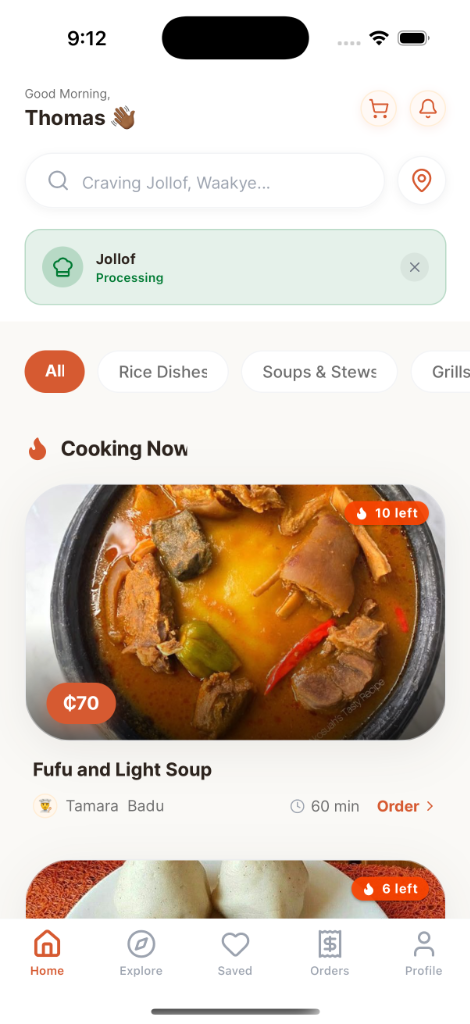 9:12
Good Morning,
Thomas 👋🏾
Craving Jollof, Waakye...
Jollof
Processing
All
Rice Dishes
Soups & Stews
Grills
Cooking Now
10 left
₵70
Fufu and Light Soup
Tamara Badu
60 min
Order
6 left
Home
Explore
Saved
Orders
Profile